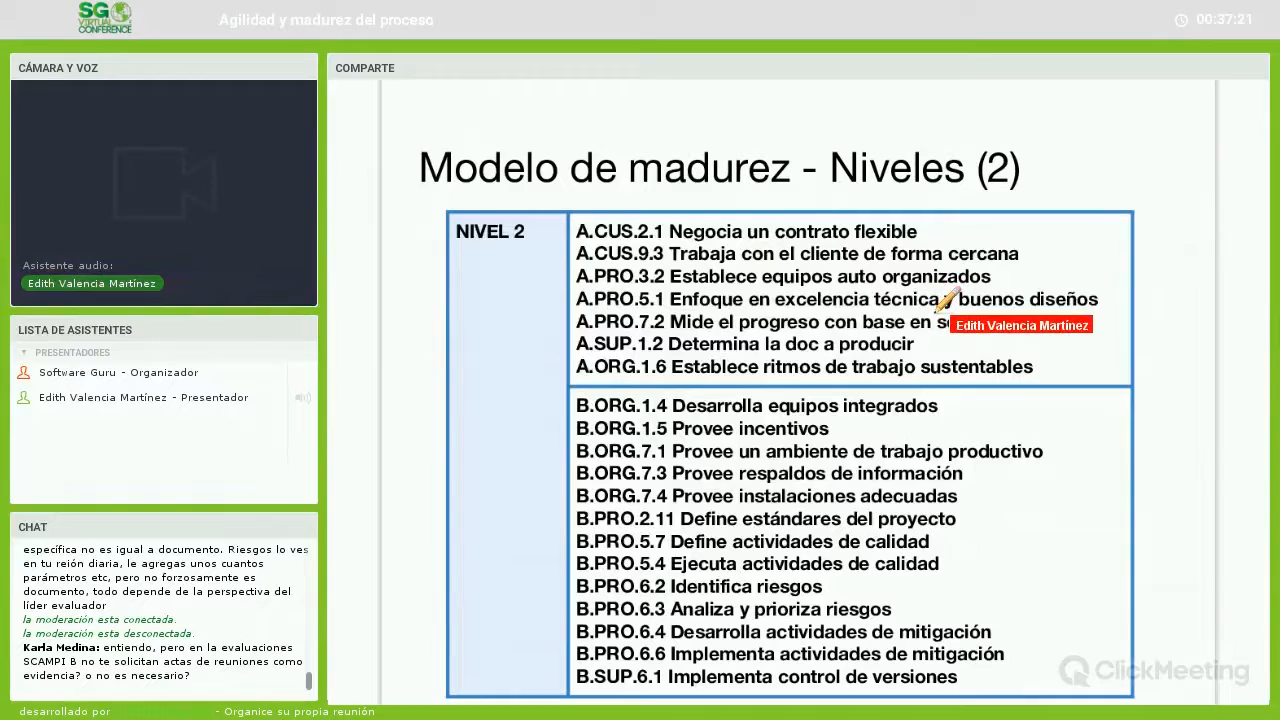 SG
VIRTUAL
CONFERENCE
Agilidad y madurez del proceso
00:37:21
CÁMARA Y VOZ
Asistente audio:
Edith Valencia Martínez
LISTA DE ASISTENTES
PRESENTADORES
Software Guru - Organizador
Edith Valencia Martínez - Presentador
CHAT
específica no es igual a documento. Riesgos lo ves
en tu reión diaria, le agregas unos cuantos
parámetros etc, pero no forzosamente es
documento, todo depende de la perspectiva del
líder evaluador
la moderación esta conectada.
la moderación esta desconectada.
Karla Medina: entiendo, pero en la evaluaciones
SCAMPI B no te solicitan actas de reuniones como
evidencia? o no es necesario?
COMPARTE
Modelo de madurez - Niveles (2)
NIVEL 2
A.CUS.2.1 Negocia un contrato flexible
A.CUS.9.3 Trabaja con el cliente de forma cercana
A.PRO.3.2 Establece equipos auto organizados
A.PRO.5.1 Enfoque en excelencia técnica buenos diseños
A.PRO.7.2 Mide el progreso con base en
Edith Valencia Martínez
A.SUP.1.2 Determina la doc a producir
A.ORG.1.6 Establece ritmos de trabajo sustentables
B.ORG.1.4 Desarrolla equipos integrados
B.ORG.1.5 Provee incentivos
B.ORG.7.1 Provee un ambiente de trabajo productivo
B.ORG.7.3 Provee respaldos de información
B.ORG.7.4 Provee instalaciones adecuadas
B.PRO.2.11 Define estándares del proyecto
B.PRO.5.7 Define actividades de calidad
B.PRO.5.4 Ejecuta actividades de calidad
B.PRO.6.2 Identifica riesgos
B.PRO.6.3 Analiza y prioriza riesgos
B.PRO.6.4 Desarrolla actividades de mitigación
B.PRO.6.6 Implementa actividades de mitigación
B.SUP.6.1 Implementa control de versiones
ClickMeeting
desarrollado por - Organice su propia reunión